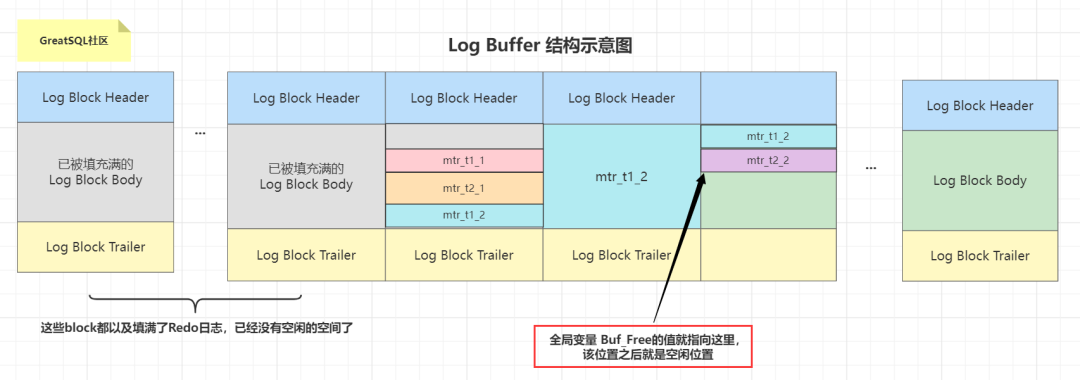 GreatSQL社区
Log Buffer 结构示意图
Log Block Header
已被填充满的
Log Block Body
Log Block Trailer
...
Log Block Header
已被填充满的
Log Block Body
Log Block Trailer
Log Block Header
mtr_t1_1
mtr_t2_1
mtr_t1_2
Log Block Trailer
Log Block Header
mtr_t1_2
Log Block Trailer
mtr_t1_2
mtr_t2_2
...
Log Block Header
Log Block Body
Log Block Trailer
这些block都以及填满了Redo日志，已经没有空闲的空间了
全局变量 Buf_Free的值就指向这里，
该位置之后就是空闲位置